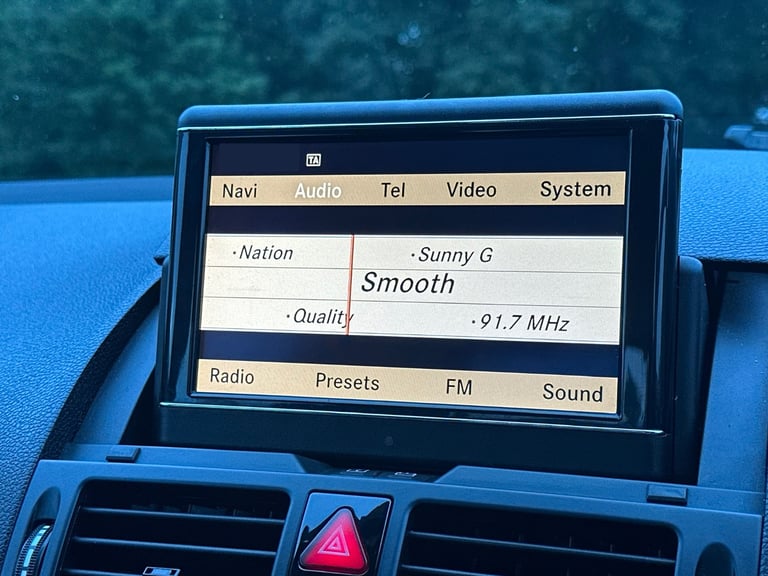 TA
Navi Audio Tel Video System
·Nation ·Sunny G
Smooth
·Quality ·91.7 MHz
Radio Presets FM Sound